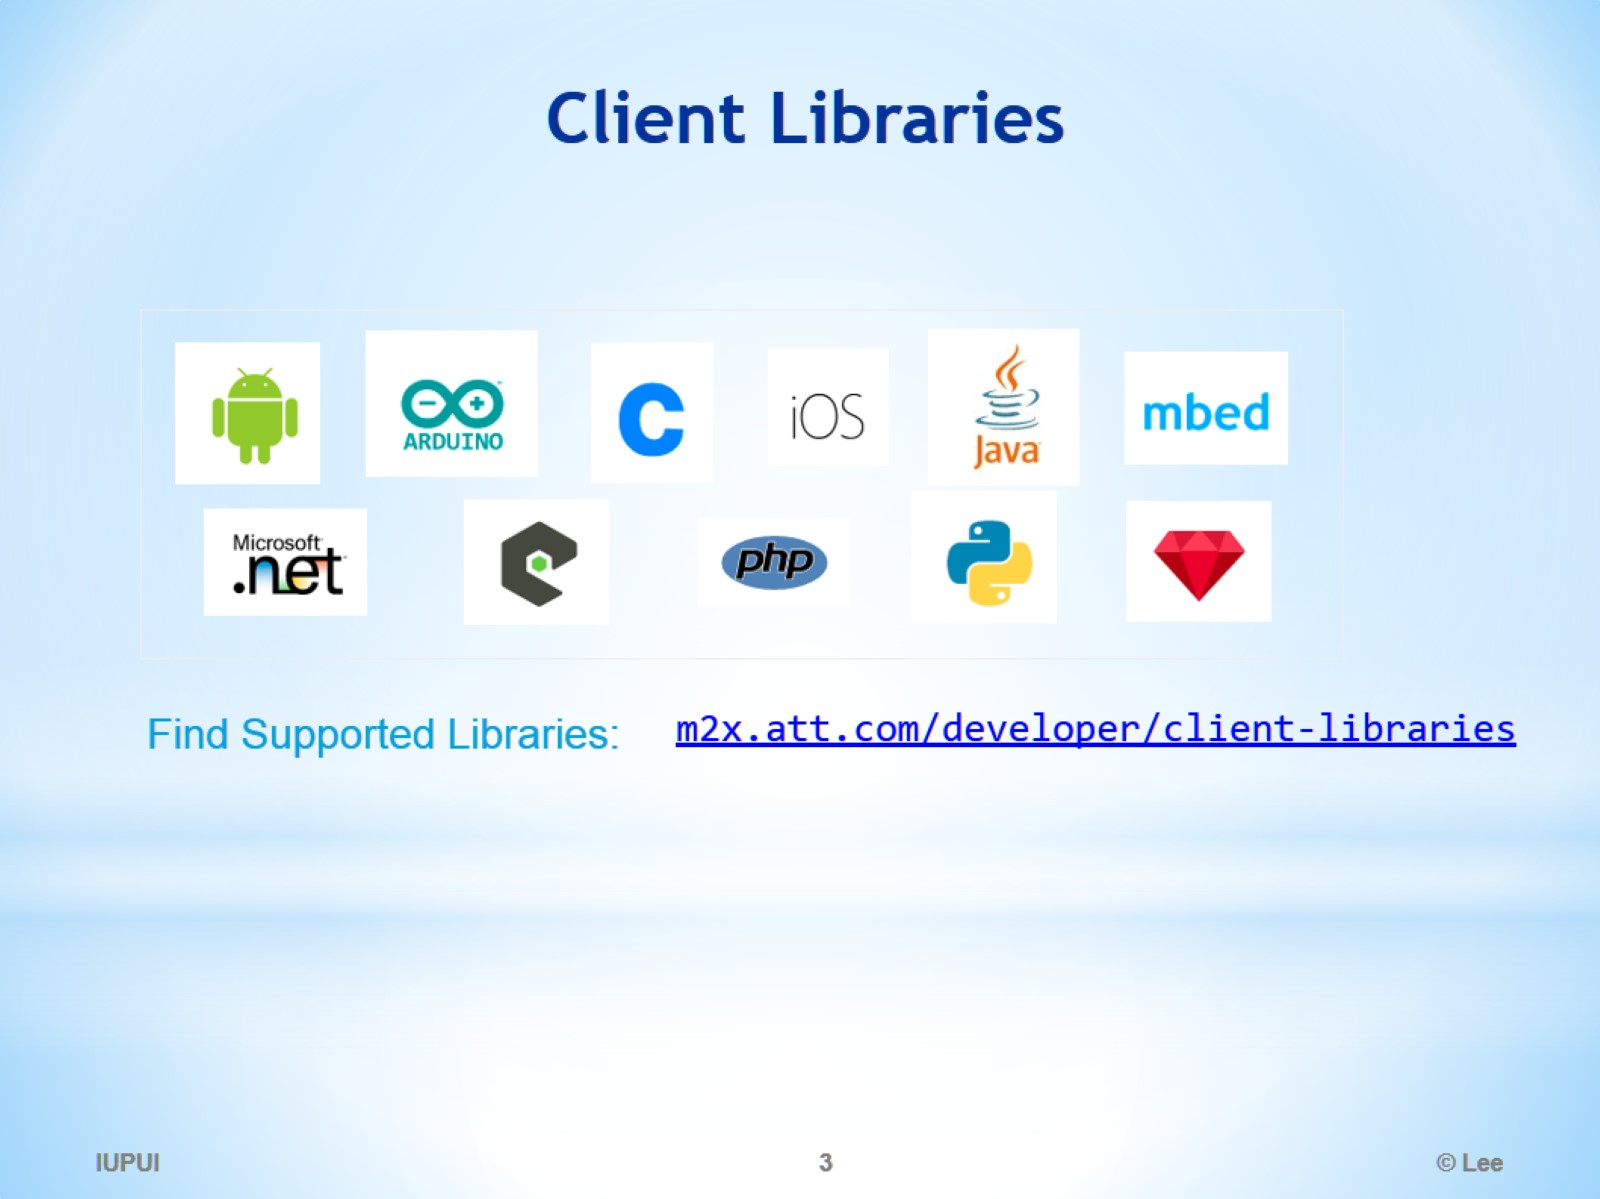 Client Libraries
ARDUINO
C
iOS
Java
mbed
Microsoft
.net
php
Find Supported Libraries: m2x.att.com/developer/client-libraries
IUPUI 3 © Lee